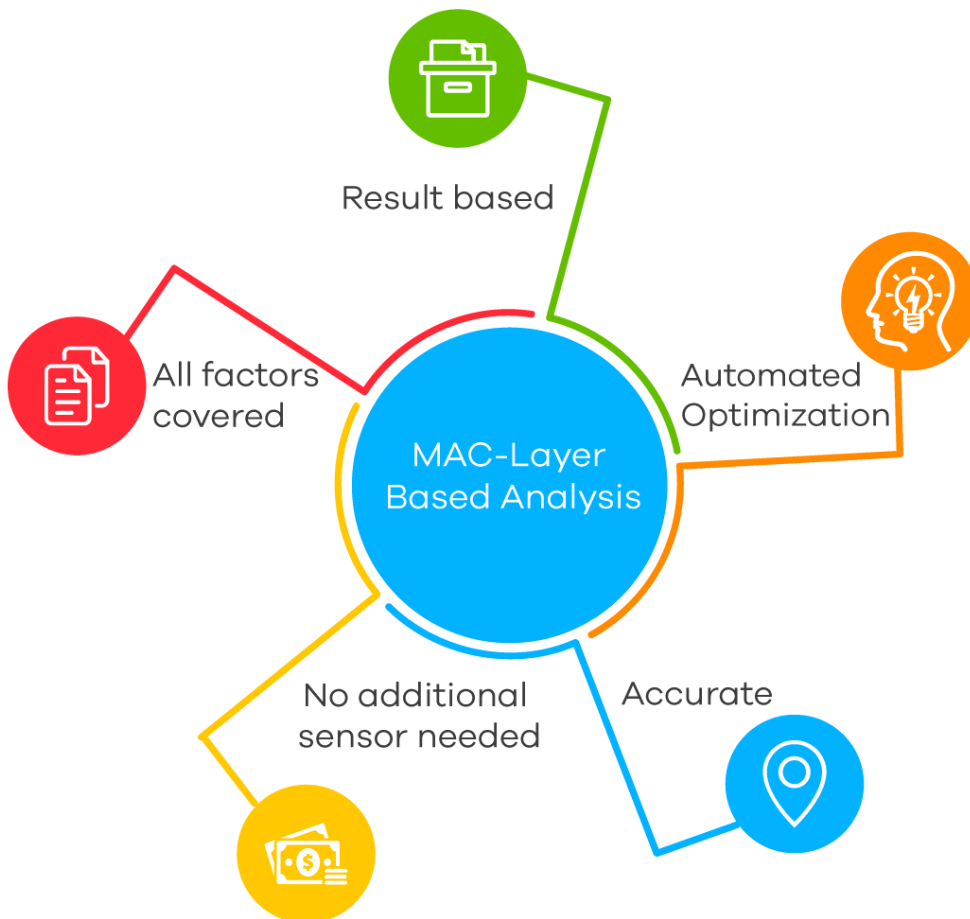 Result based
All factors
covered
Automated
Optimization
MAC-Layer
Based Analysis
No additional
sensor needed
Accurate
$